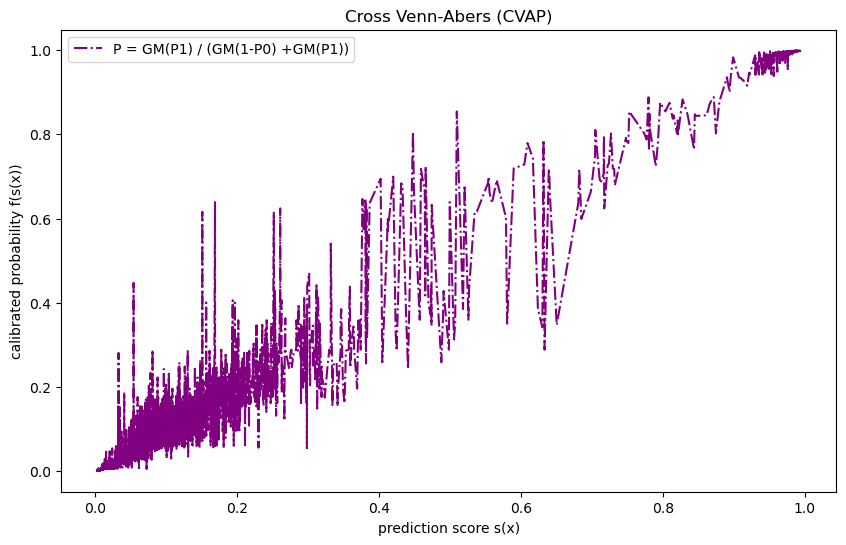 Cross Venn-Abers (CVAP)
P = GM(P1) / (GM(1-P0) +GM(P1))
calibrated probability f(s(x))
1.0
0.8
0.6
0.4
0.2
0.0
0.0 0.2 0.4 0.6 0.8 1.0
prediction score s(x)